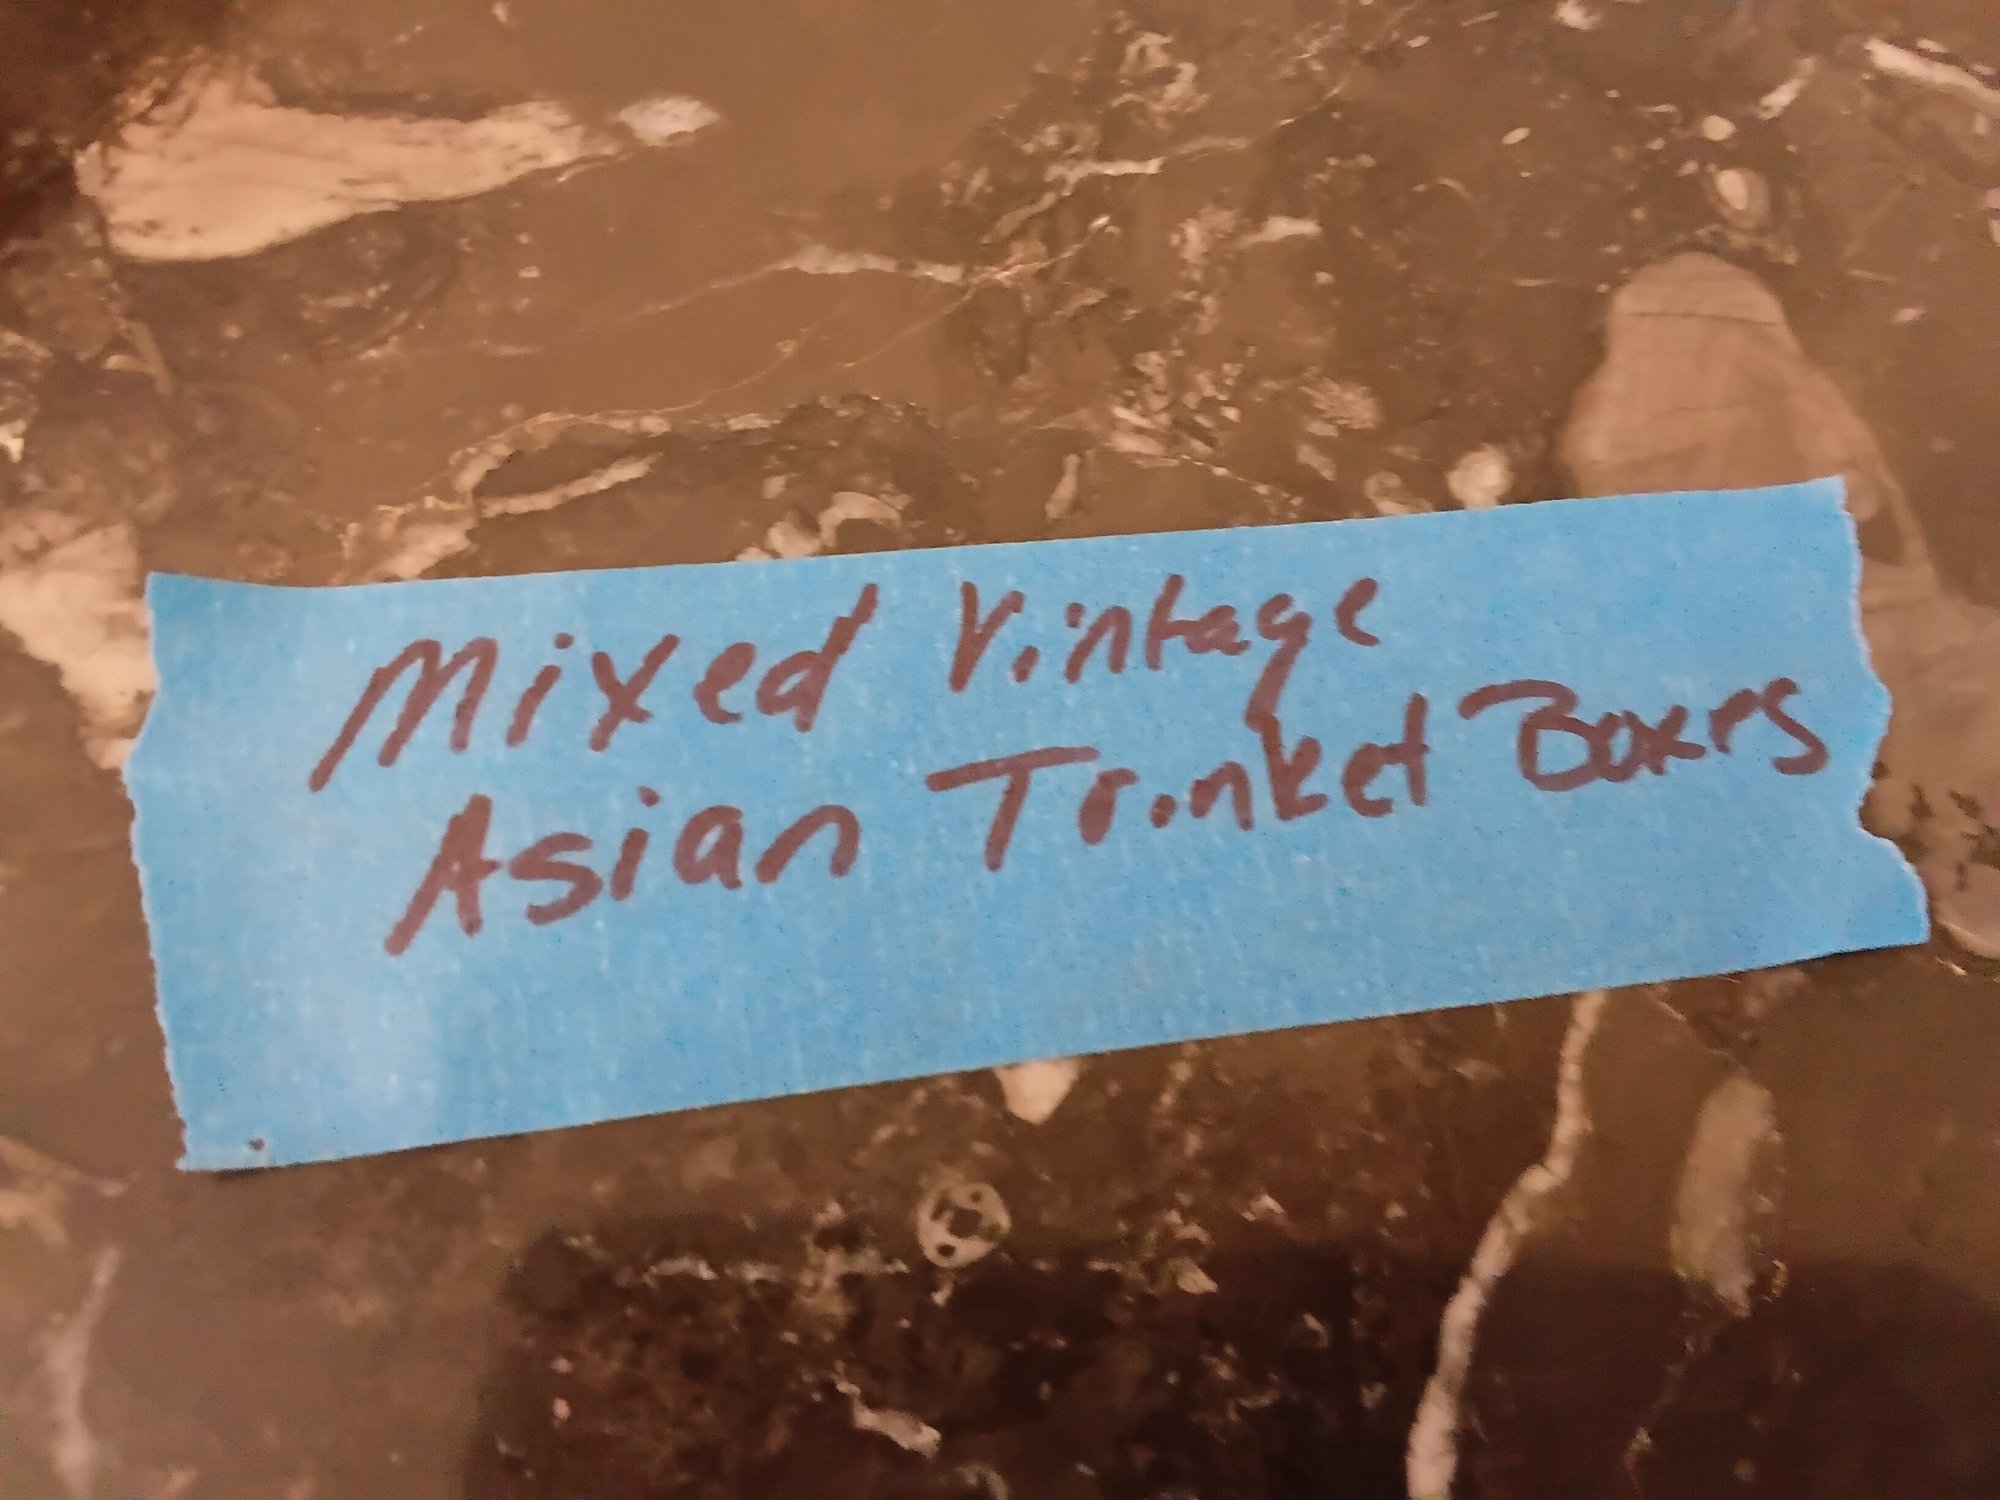 Mixed Vintage
Asian Trinket Boxes